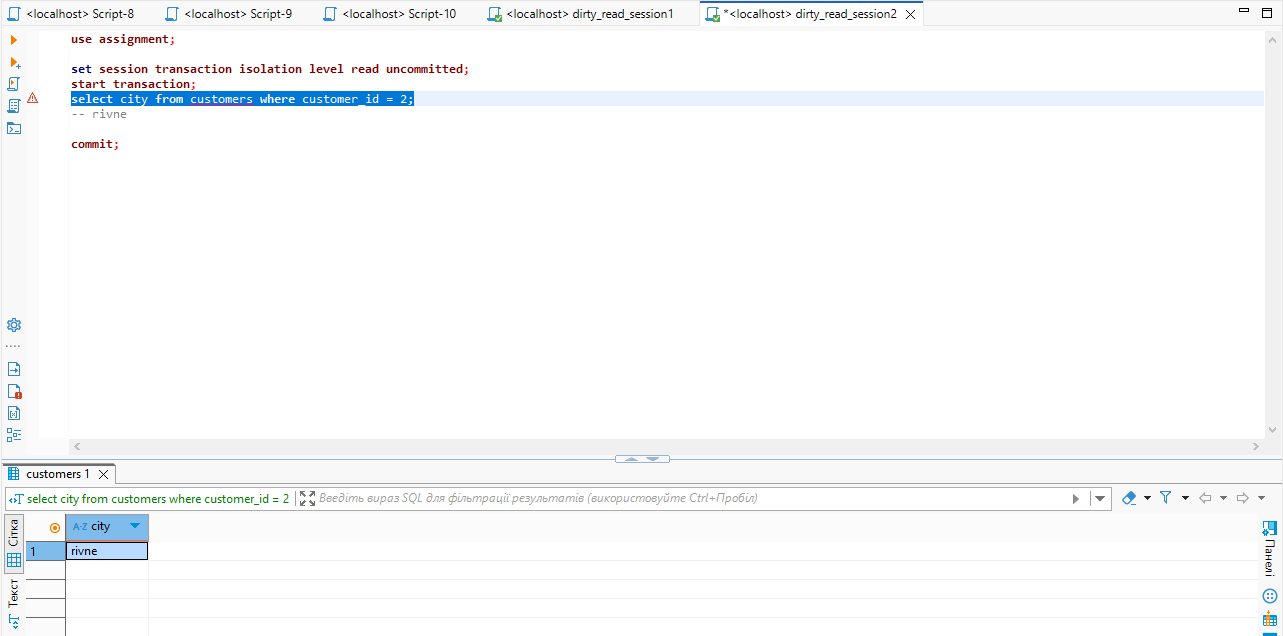 <localhost> Script-8 <localhost> Script-9 <localhost> Script-10 <localhost> dirty_read_session1 *<localhost> dirty_read_session2
use assignment;
set session transaction isolation level read uncommitted;
start transaction;
select city from customers where customer_id = 2;
-- rivne
commit;
customers 1
select city from customers where customer_id = 2 Введіть вираз SQL для фільтрації результатів (використовуйте Ctrl+Пробіл)
Сітка
A-Z city
1 rivne
Текст
Панелі